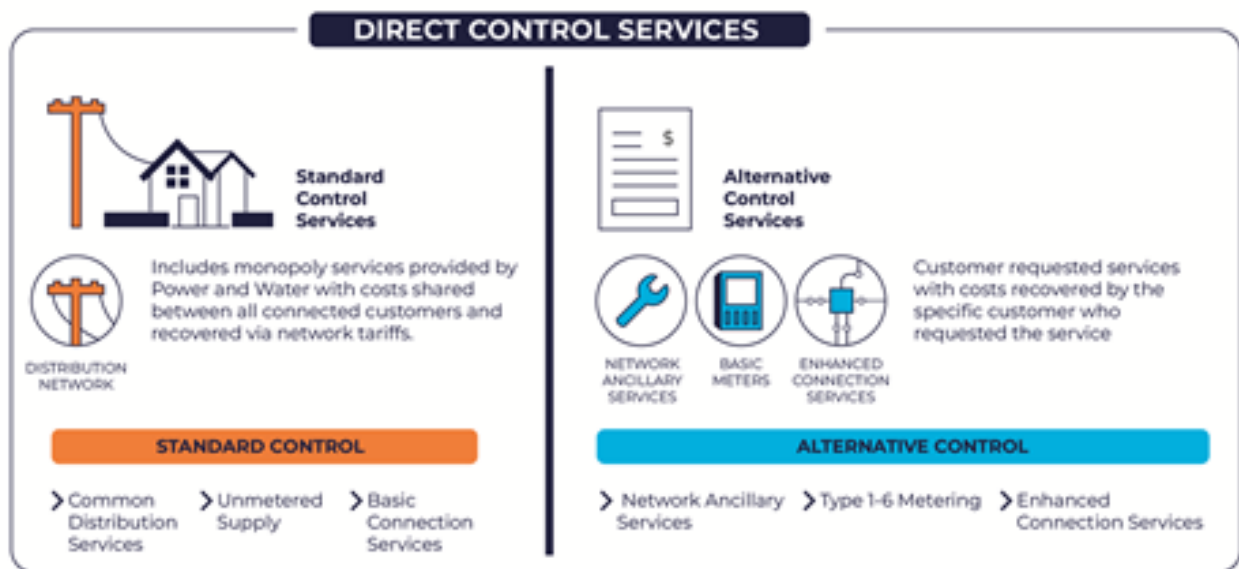 DIRECT CONTROL SERVICES
Standard
Control
Services
Includes monopoly services provided by
Power and Water with costs shared
between all connected customers and
recovered via network tariffs.
DISTRIBUTION
NETWORK
STANDARD CONTROL
Common
Distribution
Services
Unmetered
Supply
Basic
Connection
Services
$
Alternative
Control
Services
NETWORK
ANCILLARY
SERVICES
BASIC
METERS
ENHANCED
CONNECTION
SERVICES
Customer requested services
with costs recovered by the
specific customer who
requested the service
ALTERNATIVE CONTROL
Network Ancillary
Services
Type 1-6 Metering
Enhanced
Connection Services